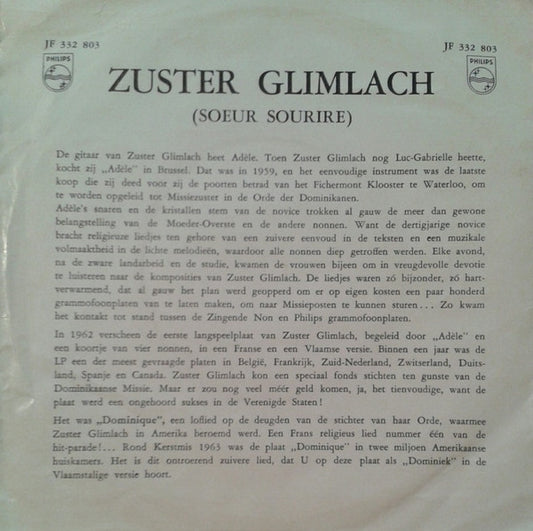 JF 332 803
JF 332 803
PHILIPS
PHILIPS
ZUSTER GLIMLACH
(SOEUR SOURIRE)
De gitaar van Zuster Glimlach heet Adèle. Toen Zuster Glimlach nog Luc-Gabrielle heette,
kocht zij „Adèle" in Brussel. Dat was in 1959, en het eenvoudige instrument was de laatste
koop die zij deed voor zij de poorten betrad van het Fichermont Klooster te Waterloo, om
te worden opgeleid tot Missiezuster in de Orde der Dominikanen.
Adèle's snaren en de kristallen stem van de novice trokken al gauw de meer dan gewone
belangstelling van de Moeder-Overste en de andere nonnen. Want de dertigjarige novice
bracht religieuze liedjes ten gehore van een zuivere eenvoud in de teksten en een muzikale
volmaaktheid in de lichte melodieën, waardoor alle nonnen diep getroffen werden. Elke avond,
na de zware landarbeid en de studie, kwamen de vrouwen bijeen om in vreugdevolle devotie
te luisteren naar de komposities van Zuster Glimlach. De liedjes waren zó bijzonder, zó hart-
verwarmend, dat al gauw het plan werd geopperd om er op eigen kosten een paar honderd
grammofoonplaten van te laten maken, om naar Missieposten te kunnen sturen... Zo kwam
het kontakt tot stand tussen de Zingende Non en Philips grammofoonplaten.
In 1962 verscheen de eerste langspeelplaat van Zuster Glimlach, begeleid door „Adèle" en
een koortje van vier nonnen, in een Franse en een Vlaamse versie. Binnen een jaar was de
LP een der meest gevraagde platen in België, Frankrijk, Zuid-Nederland, Zwitserland, Duits-
land, Spanje en Canada. Zuster Glimlach kon een speciaal fonds stichten ten gunste van de
Dominikaanse Missie. Maar er zou nog veel méér geld komen, ja, het tienvoudige, want de
plaat werd een ongehoord sukses in de Verenigde Staten!
Het was „Dominique", een loflied op de deugden van de stichter van haar Orde, waarmee
Zuster Glimlach in Amerika beroemd werd. Een Frans religieus lied nummer één van de
hit-parade!... Rond Kerstmis 1963 was de plaat „Dominique" in twee miljoen Amerikaanse
huiskamers. Het is dit ontroerend zuivere lied, dat U op deze plaat als „Dominiek" in de
Vlaamstalige versie hoort.